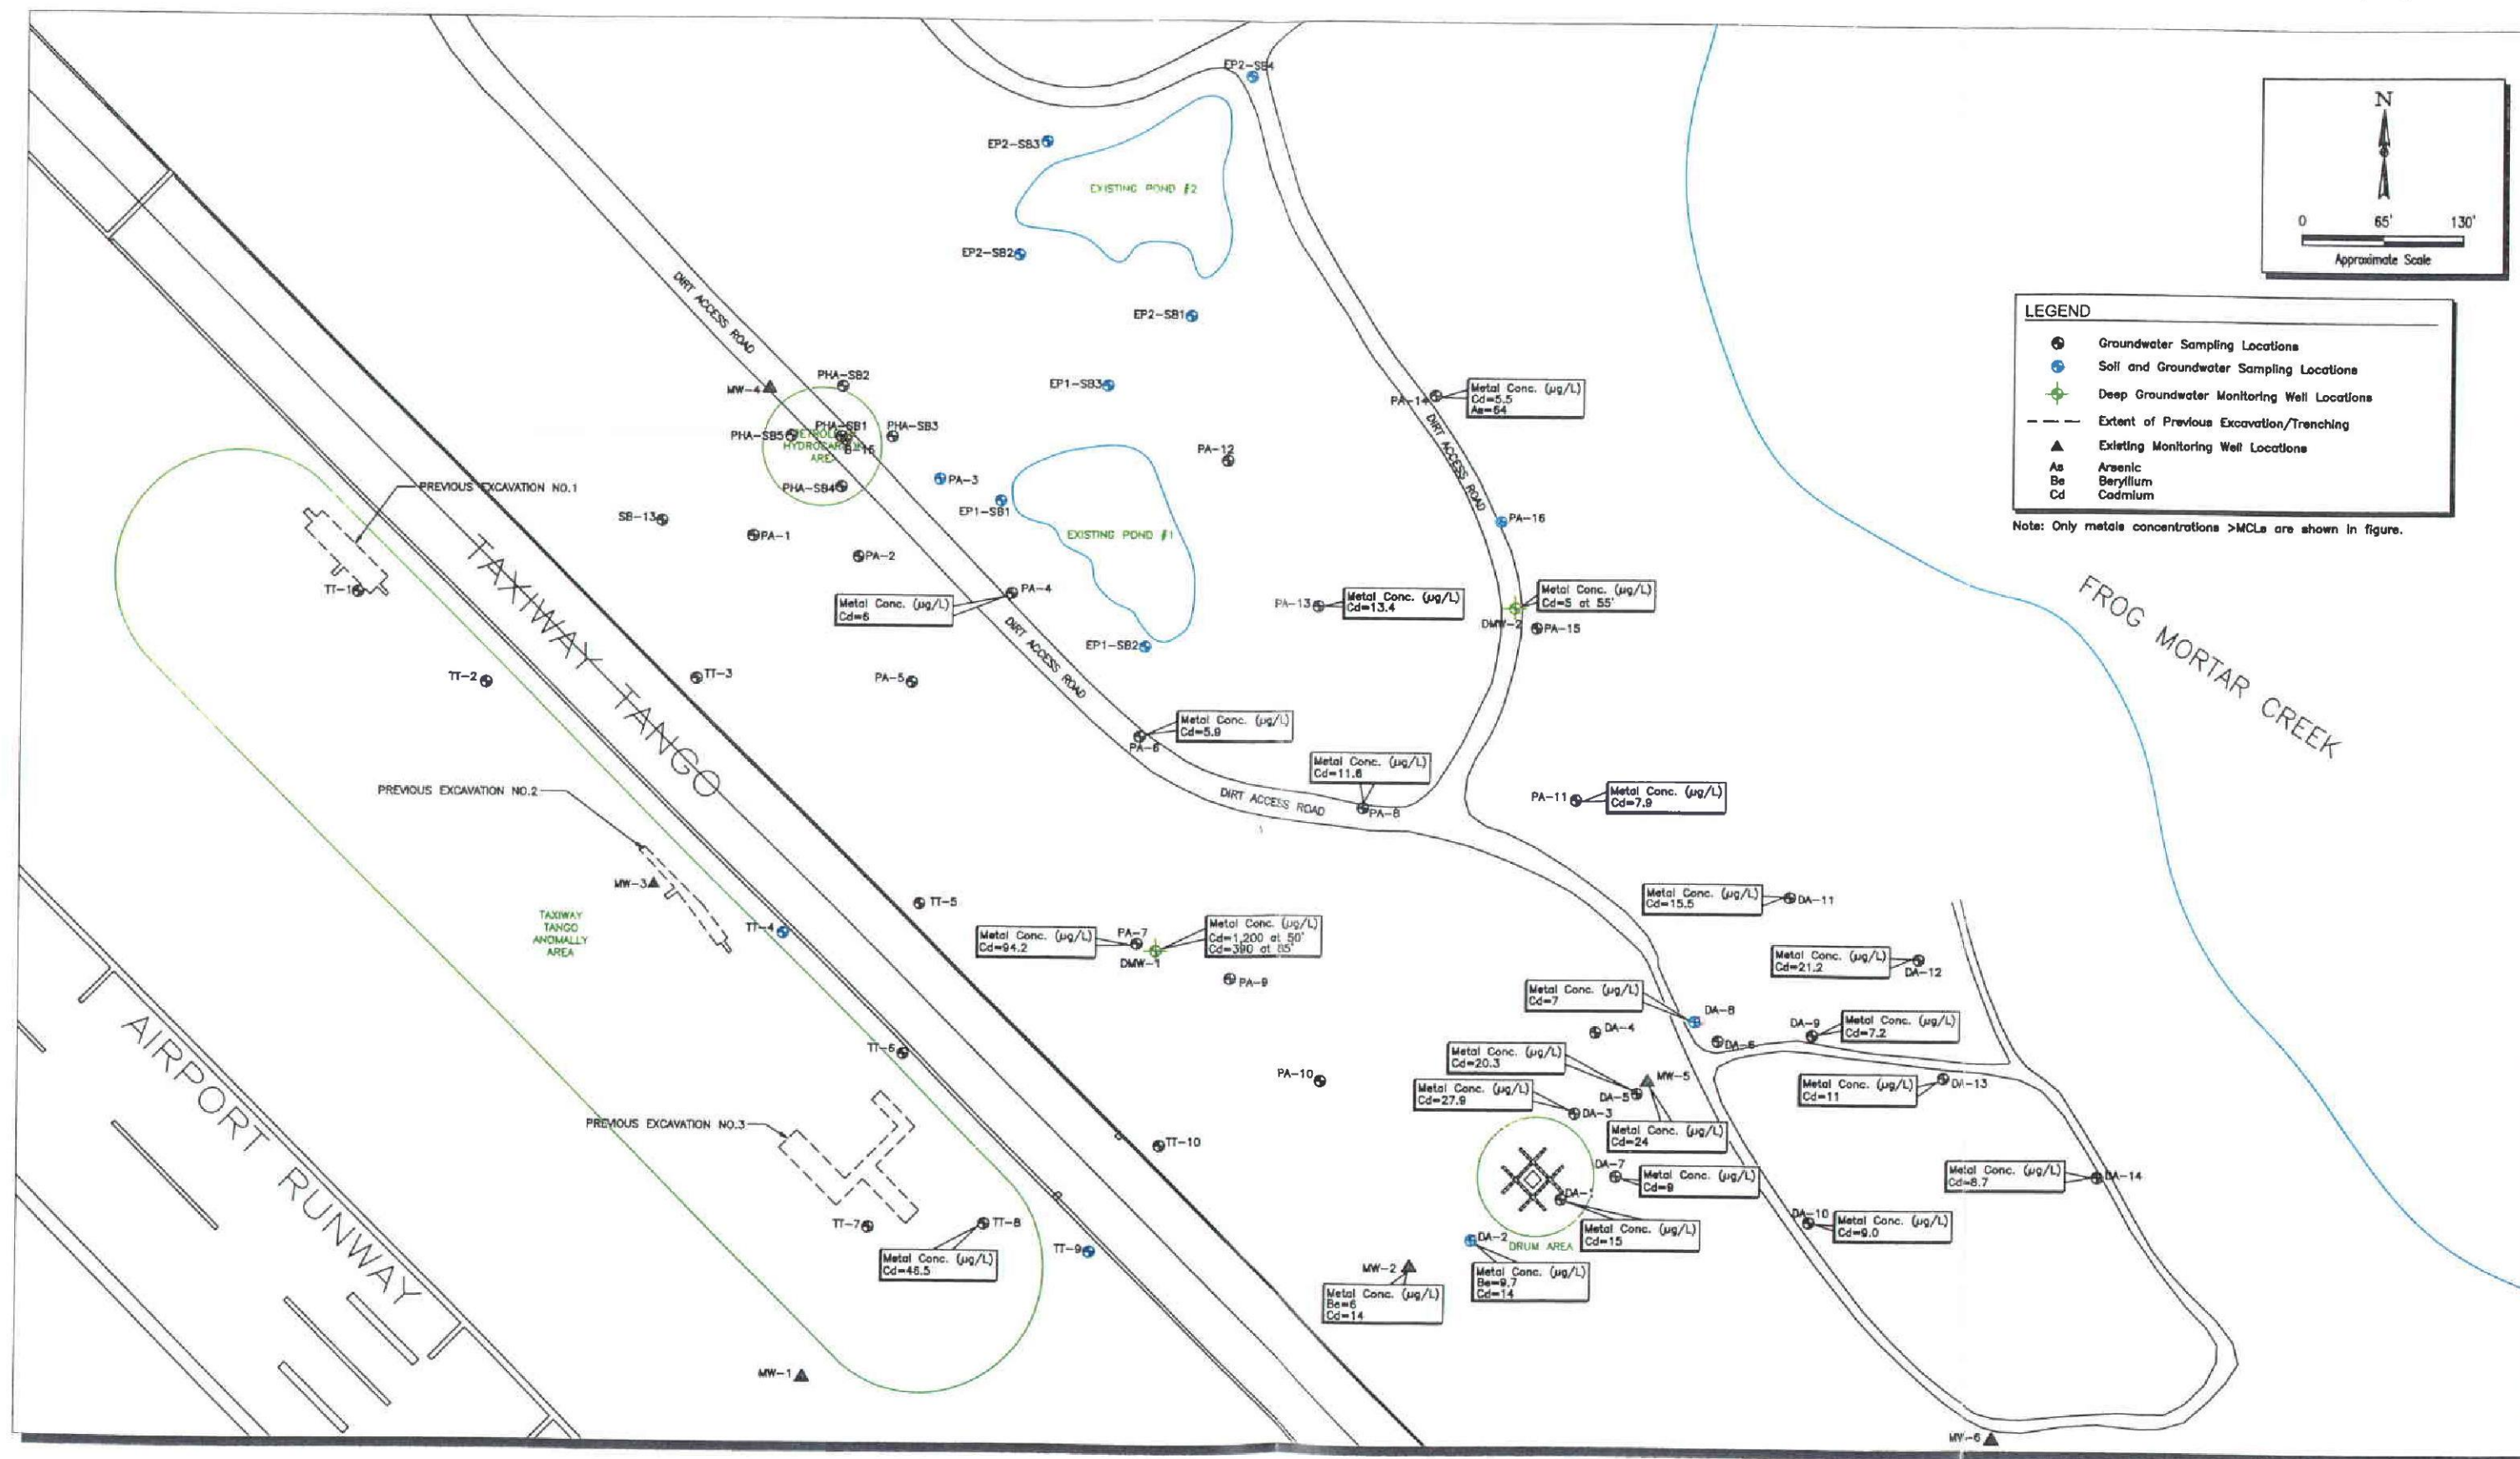 EP2-SB4
EP2-SB3
EXISTING POND #2
EP2-SB2
EP2-SB1
DIRT ACCESS ROAD
N
0 65' 130'
Approximate Scale
LEGEND
Groundwater Sampling Locations
Soil and Groundwater Sampling Locations
Deep Groundwater Monitoring Well Locations
Extent of Previous Excavation/Trenching
Existing Monitoring Well Locations
As Arsenic
Be Beryllium
Cd Cadmium
Note: Only metals concentrations >MCLs are shown in figure.
PHA-SB2
MW-4
EP1-SB3
PA-14
Metal Conc. (µg/L)
Cd=5.5
As=64
DIRT ACCESS ROAD
PHA-SB1
PHA-SB5
PHA-SB3
HYDROCARBON
AREA
PHA-SB4
PA-12
PA-3
EP1-SB1
EXISTING POND #1
PREVIOUS EXCAVATION NO.1
SB-13
PA-1
PA-2
PA-16
TT-1
TAXIWAY TANGO
PA-4
Metal Conc. (µg/L)
Cd=6
PA-13
Metal Conc. (µg/L)
Cd=13.4
Metal Conc. (µg/L)
Cd=5 at 55'
DMW-2
PA-15
FROG MORTAR CREEK
DIRT ACCESS ROAD
EP1-SB2
TT-2
TT-3
PA-5
Metal Conc. (µg/L)
Cd=5.9
PA-6
Metal Conc. (µg/L)
Cd=11.6
PREVIOUS EXCAVATION NO.2
DIRT ACCESS ROAD
PA-8
PA-11
Metal Conc. (µg/L)
Cd=7.9
MW-3
TT-5
Metal Conc. (µg/L)
Cd=15.5
DA-11
TAXIWAY
TANGO
ANOMALLY
AREA
TT-4
Metal Conc. (µg/L)
Cd=94.2
PA-7
DMW-1
Metal Conc. (µg/L)
Cd=1,200 at 50'
Cd=390 at 85'
PA-9
Metal Conc. (µg/L)
Cd=21.2
DA-12
Metal Conc. (µg/L)
Cd=7
DA-8
DA-4
DA-6
DA-9
Metal Conc. (µg/L)
Cd=7.2
AIRPORT RUNWAY
TT-6
PA-10
Metal Conc. (µg/L)
Cd=20.3
MW-5
DA-5
Metal Conc. (µg/L)
Cd=27.9
DA-3
Metal Conc. (µg/L)
Cd=24
Metal Conc. (µg/L)
Cd=11
DA-13
PREVIOUS EXCAVATION NO.3
TT-10
DA-7
Metal Conc. (µg/L)
Cd=9
DA-1
Metal Conc. (µg/L)
Cd=15
Metal Conc. (µg/L)
Cd=8.7
DA-14
TT-7
TT-8
Metal Conc. (µg/L)
Cd=46.5
TT-9
DA-2
DRUM AREA
Metal Conc. (µg/L)
Be=9.7
Cd=14
DA-10
Metal Conc. (µg/L)
Cd=9.0
MW-2
Metal Conc. (µg/L)
Be=6
Cd=14
MW-1
MW-6